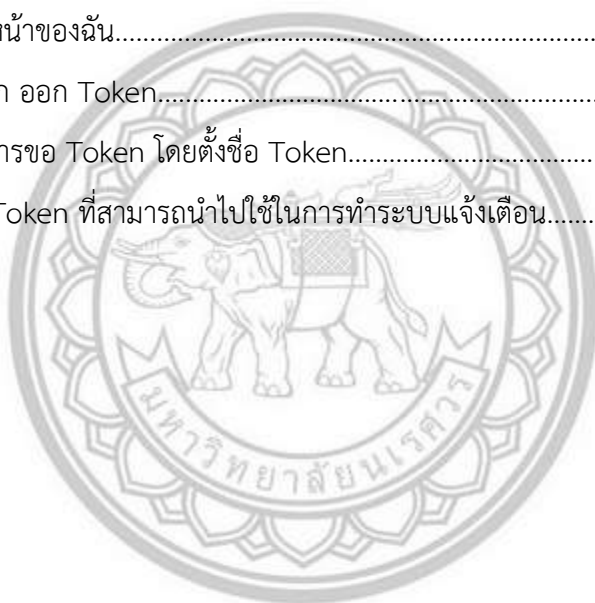 หน้าของฉัน.....................................................................
า ออก Token...............................................................
ารขอ Token โดยตั้งชื่อ Token...................................
Token ที่สามารถนำไปใช้ในการทำระบบแจ้งเตือน.......
มหาวิทยาลัยนเรศวร